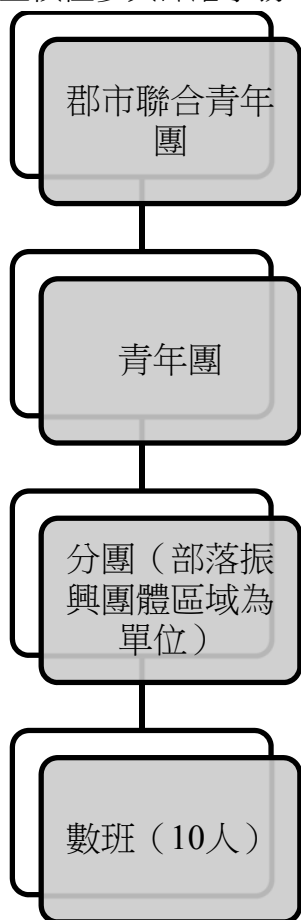 郡市聯合青年
團
青年團
分團（部落振
興團體區域為
單位）
數班（10人）